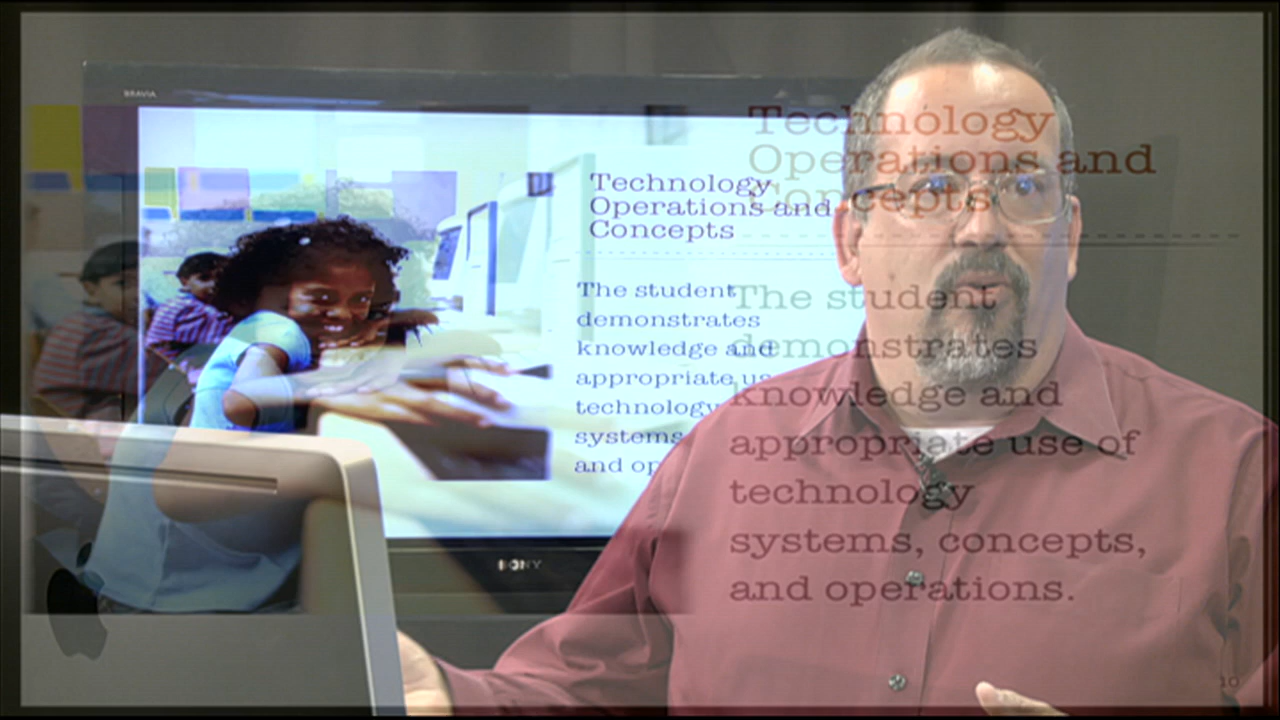 BRAVIA
Technology
Operations and
Concepts
The student
demonstrates
knowledge and
appropriate us
technology
systems
and op
SONY
Technology
Operations and
Concepts
The student
demonstrates
knowledge and
appropriate use of
technology
systems, concepts,
and operations.
10